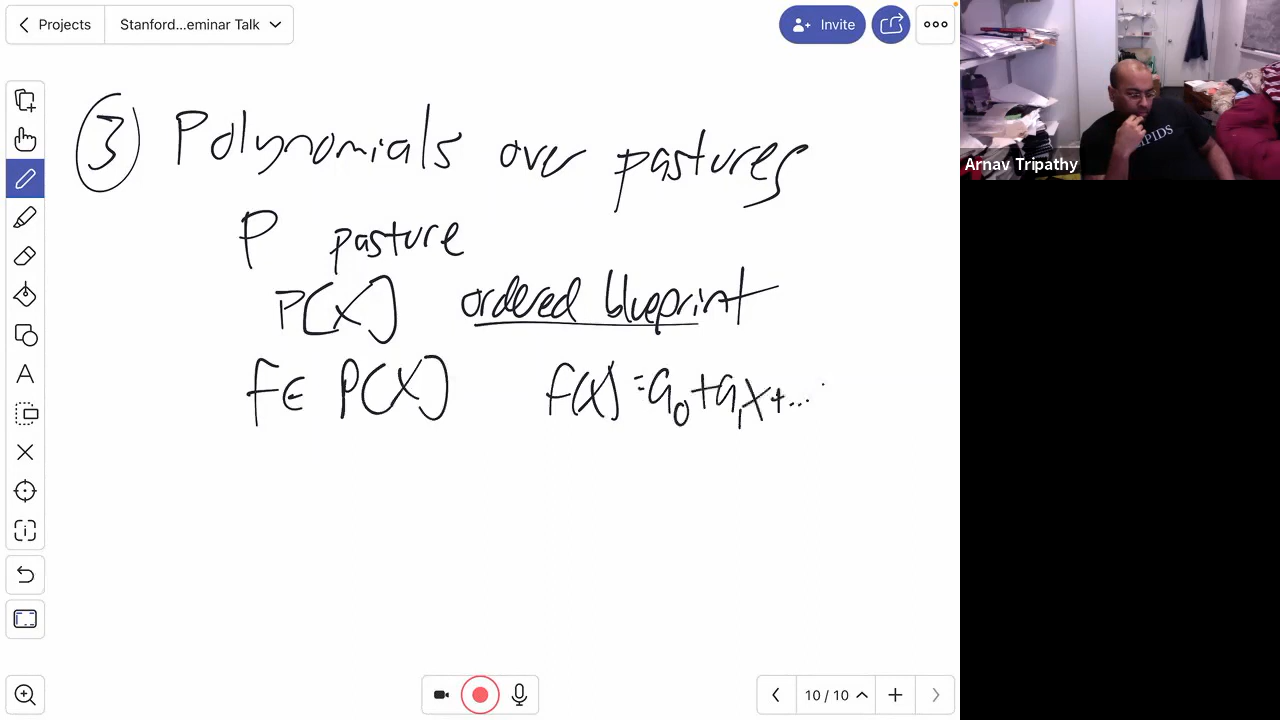 Projects
Stanford...eminar Talk
Invite
Arnav Tripathy
③ Polynomials over pastures
P pasture
P[x] ordered blueprint
f∈ P[x] f(x)=a₀+a₁x+...
A
10 / 10